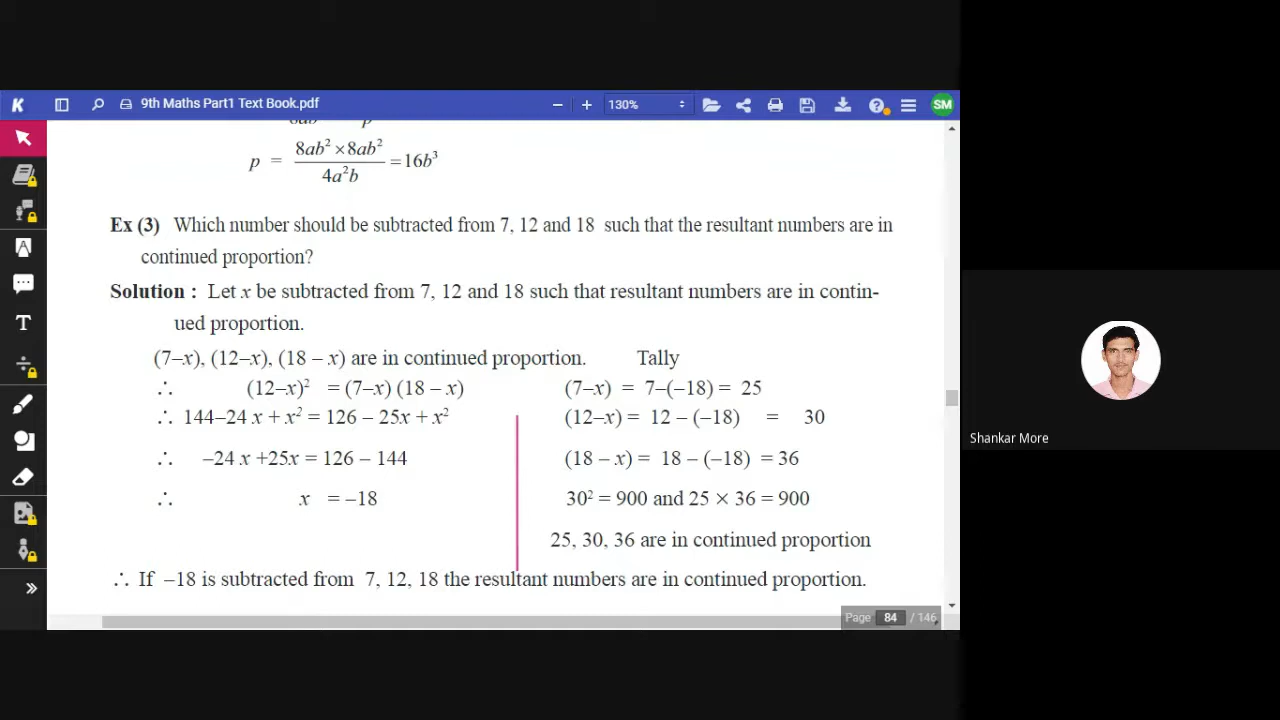 K 9th Maths Part1 Text Book.pdf 130% SM
p = 8ab² × 8ab² / 4a²b = 16b³
Ex (3) Which number should be subtracted from 7, 12 and 18 such that the resultant numbers are in
continued proportion?
Solution : Let x be subtracted from 7, 12 and 18 such that resultant numbers are in contin-
ued proportion.
(7–x), (12–x), (18 – x) are in continued proportion. Tally
∴ (12–x)² = (7–x) (18 – x) (7–x) = 7–(–18) = 25
∴ 144–24 x + x² = 126 – 25x + x² (12–x) = 12 – (–18) = 30
∴ –24 x +25x = 126 – 144 (18 – x) = 18 – (–18) = 36
∴ x = –18 30² = 900 and 25 × 36 = 900
25, 30, 36 are in continued proportion
∴ If –18 is subtracted from 7, 12, 18 the resultant numbers are in continued proportion.
Page 84 / 146
Shankar More